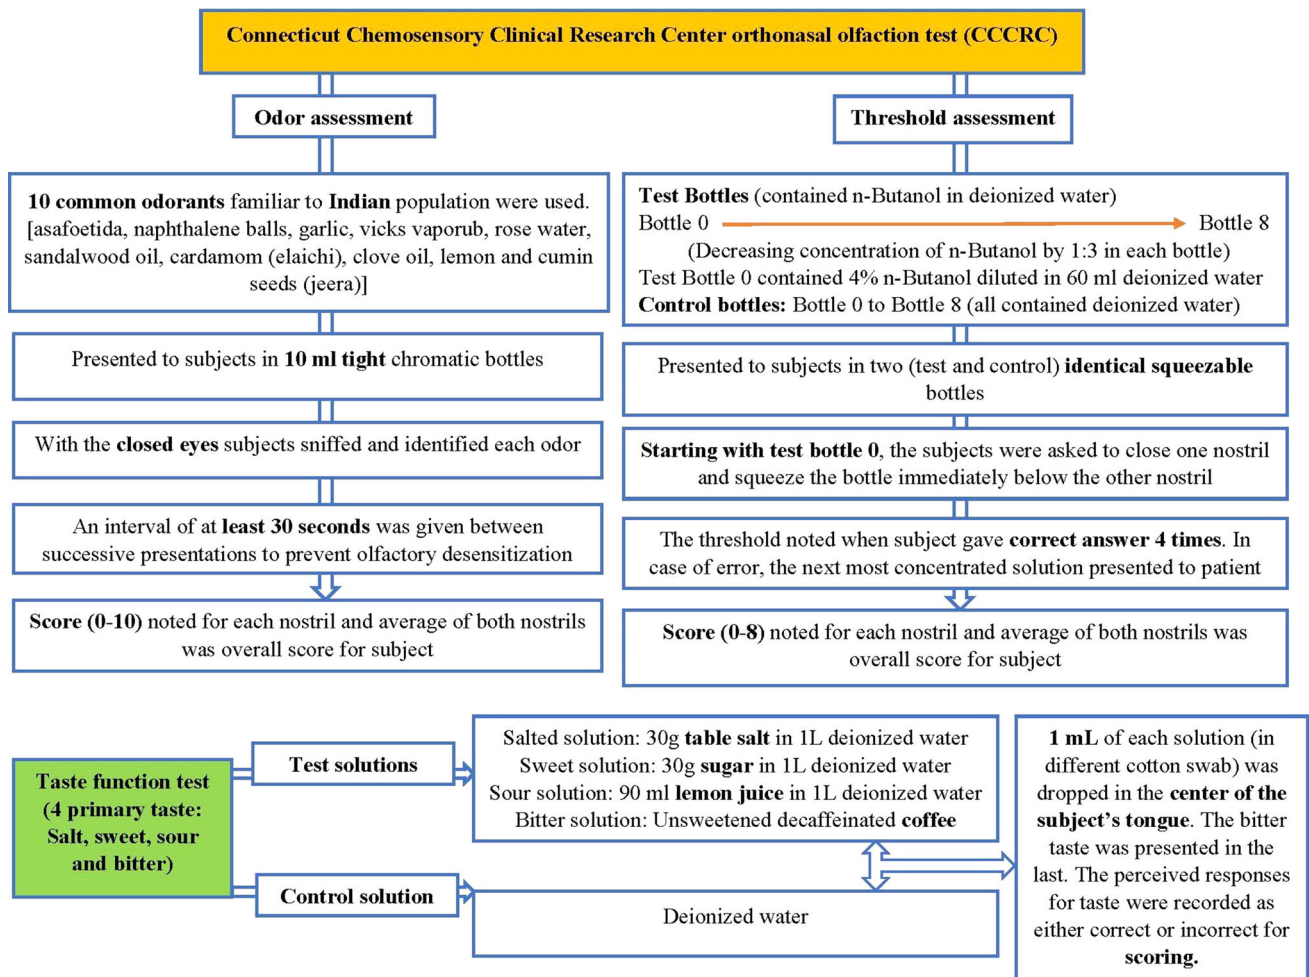 Connecticut Chemosensory Clinical Research Center orthonasal olfaction test (CCCRC)
Odor assessment
10 common odorants familiar to Indian population were used.
[asafoetida, naphthalene balls, garlic, vicks vaporub, rose water,
sandalwood oil, cardamom (elaichi), clove oil, lemon and cumin
seeds (jeera)]
Presented to subjects in 10 ml tight chromatic bottles
With the closed eyes subjects sniffed and identified each odor
An interval of at least 30 seconds was given between
successive presentations to prevent olfactory desensitization
Score (0-10) noted for each nostril and average of both nostrils
was overall score for subject
Threshold assessment
Test Bottles (contained n-Butanol in deionized water)
Bottle 0 Bottle 8
(Decreasing concentration of n-Butanol by 1:3 in each bottle)
Test Bottle 0 contained 4% n-Butanol diluted in 60 ml deionized water
Control bottles: Bottle 0 to Bottle 8 (all contained deionized water)
Presented to subjects in two (test and control) identical squeezable
bottles
Starting with test bottle 0, the subjects were asked to close one nostril
and squeeze the bottle immediately below the other nostril
The threshold noted when subject gave correct answer 4 times. In
case of error, the next most concentrated solution presented to patient
Score (0-8) noted for each nostril and average of both nostrils was
overall score for subject
Taste function test
(4 primary taste:
Salt, sweet, sour
and bitter)
Test solutions
Salted solution: 30g table salt in 1L deionized water
Sweet solution: 30g sugar in 1L deionized water
Sour solution: 90 ml lemon juice in 1L deionized water
Bitter solution: Unsweetened decaffeinated coffee
Control solution
Deionized water
1 mL of each solution (in
different cotton swab) was
dropped in the center of the
subject's tongue. The bitter
taste was presented in the
last. The perceived responses
for taste were recorded as
either correct or incorrect for
scoring.